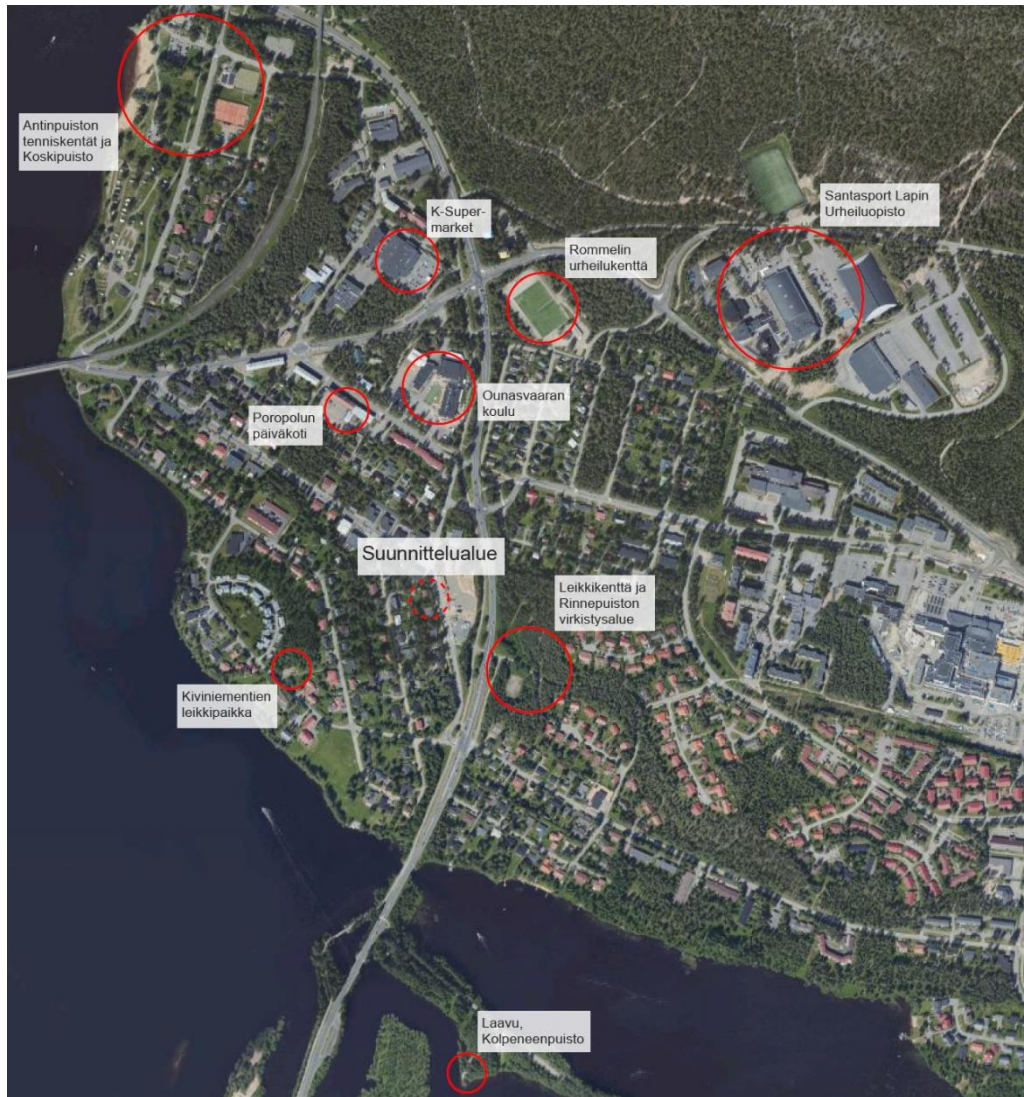 Antinpuiston
tenniskentät ja
Koskipuisto
K-Super-
market
Rommelin
urheilukenttä
Santasport Lapin
Urheiluopisto
Poropolun
päiväkoti
Ounasvaaran
koulu
Suunnittelualue
Leikkikenttä ja
Rinnepuiston
virkistysalue
Kiviniementien
leikkipaikka
Laavu,
Kolpeneenpuisto